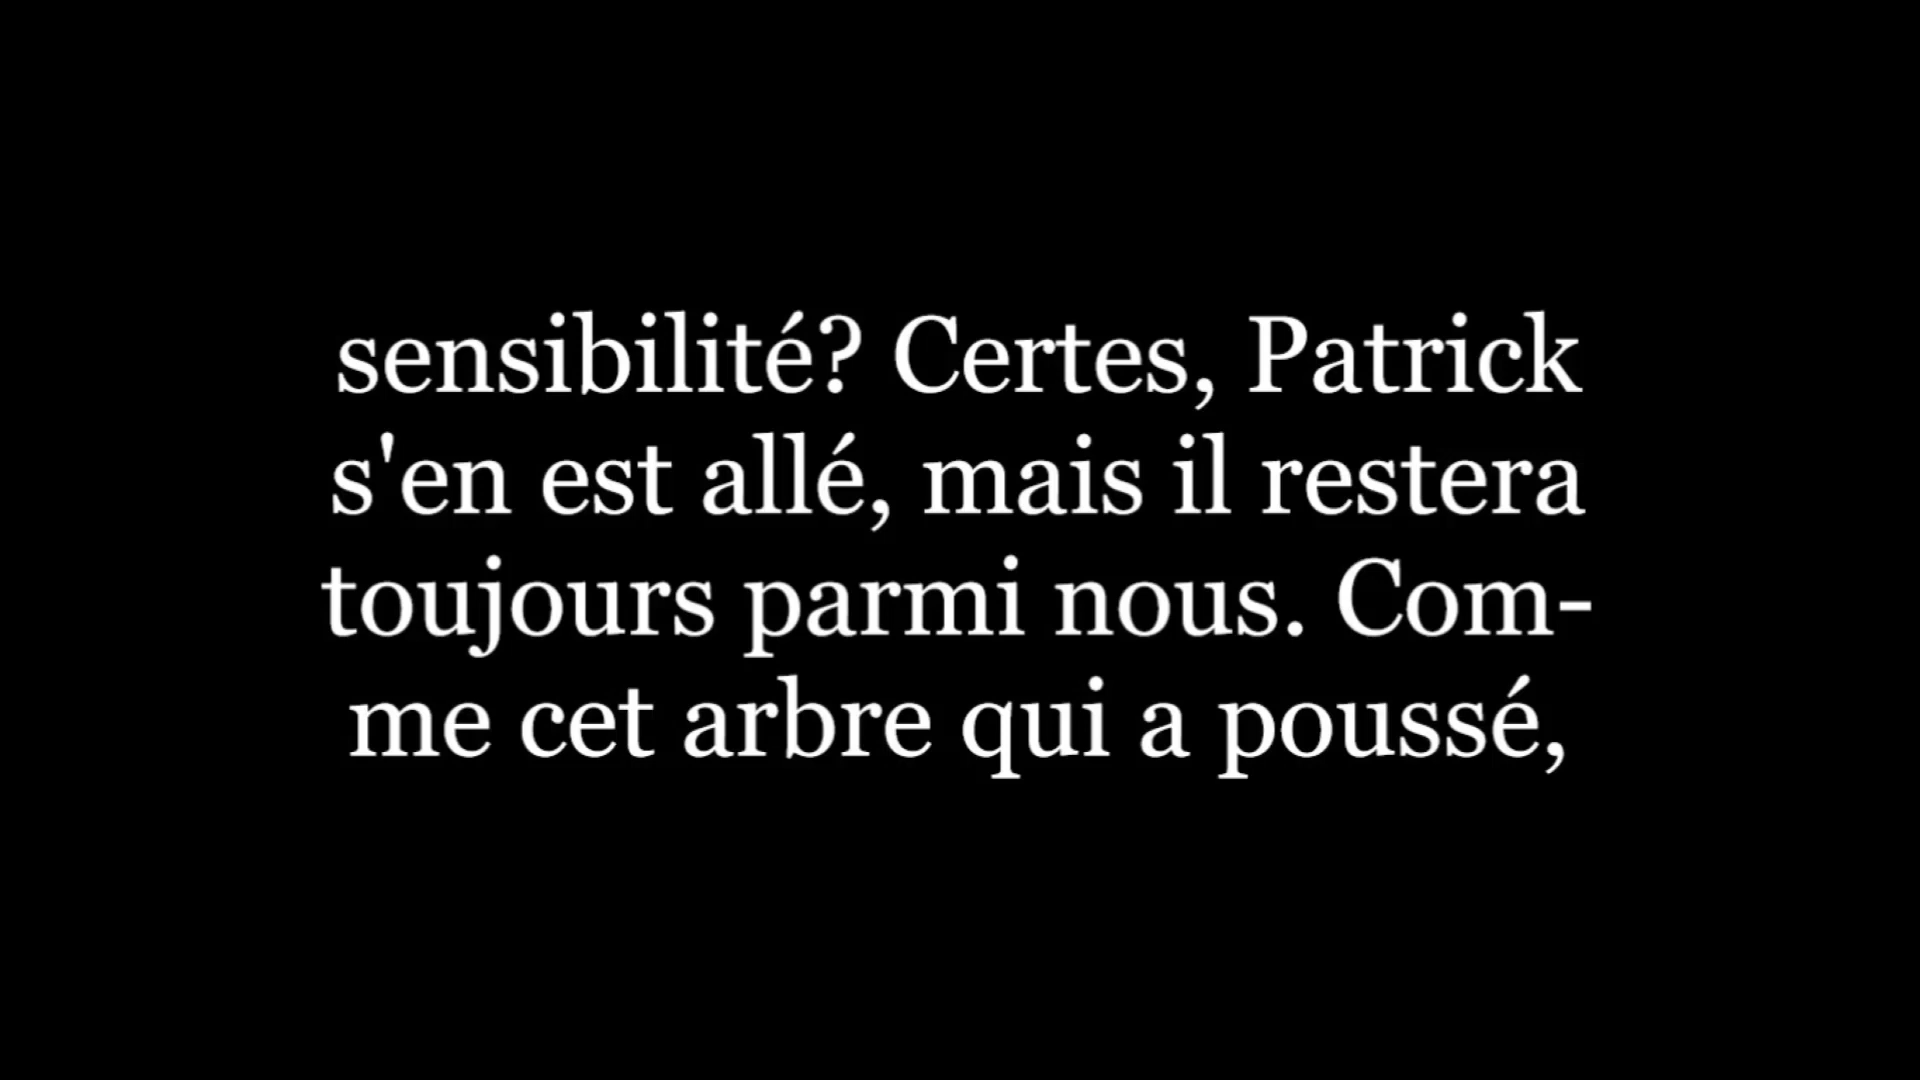 sensibilité? Certes, Patrick
s'en est allé, mais il restera
toujours parmi nous. Com-
me cet arbre qui a poussé,